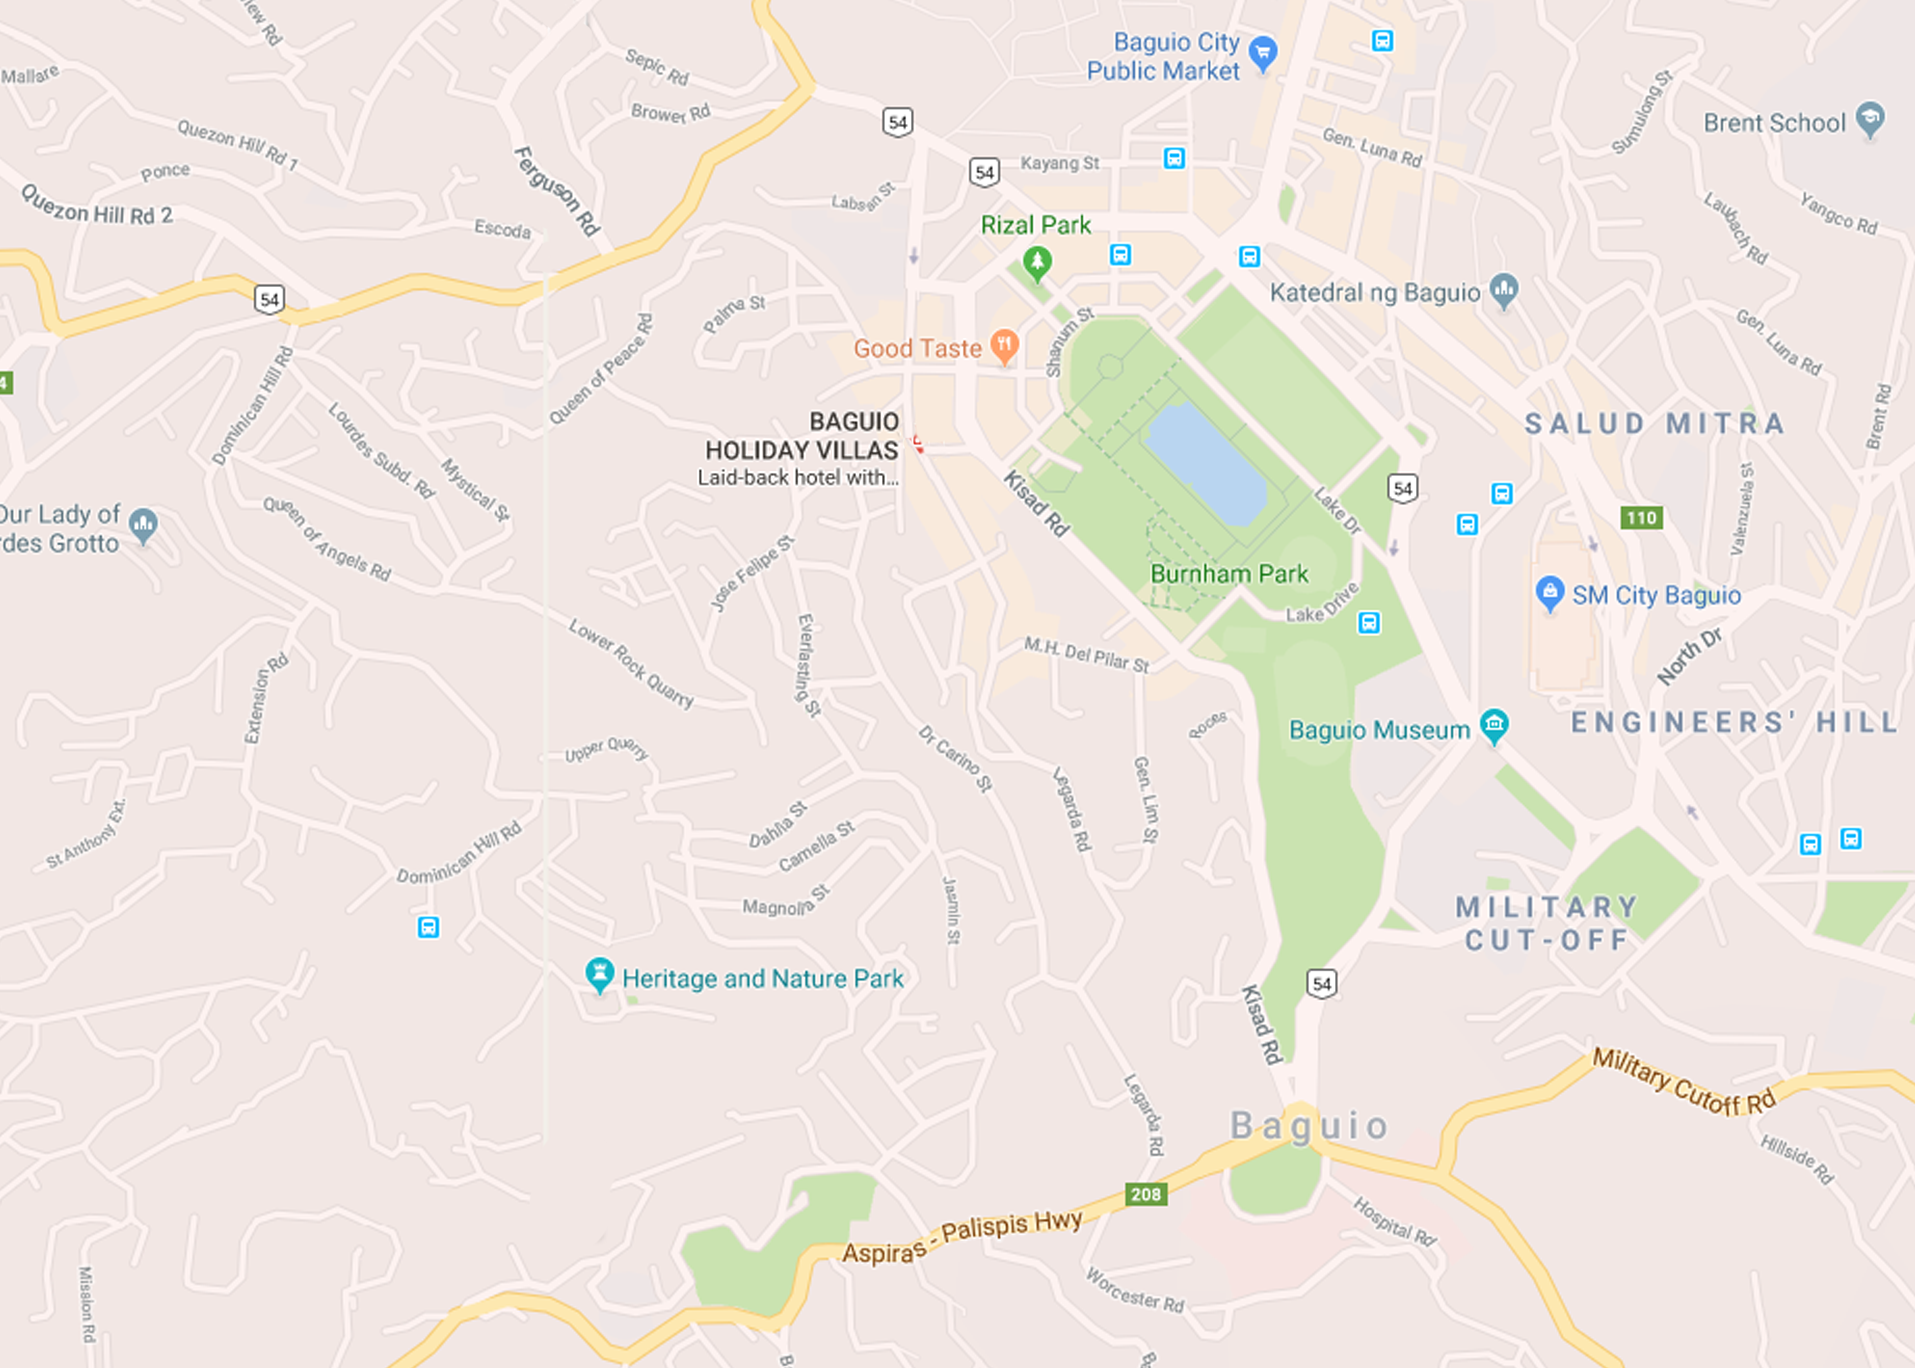 view Rd
Mallare
Sepic Rd
Brower Rd
Baguio City
Public Market
54
Quezon Hill Rd 1
Ferguson Rd
Ponce
Quezon Hill Rd 2
Escoda
54
Kayang St
Labsan St
Gen. Luna Rd
Sumulong St
Brent School
Yangco Rd
Laubach Rd
Rizal Park
54
Palma St
Queen of Peace Rd
Good Taste
Shanum St
Katedral ng Baguio
Gen. Luna Rd
4
Dominican Hill Rd
Lourdes Subd. Rd
Mystical St
BAGUIO
HOLIDAY VILLAS
Laid-back hotel with...
Kisad Rd
Lake Dr
54
SALUD MITRA
Brent Rd
Valenzuela St
110
Our Lady of
rdes Grotto
Queen of Angels Rd
Jose Felipe St
Burnham Park
Lake Drive
SM City Baguio
North Dr
Everlasting St
Lower Rock Quarry
M.H. Del Pilar St
Extension Rd
Roces
Baguio Museum
ENGINEERS' HILL
Upper Quarry
Dr Carino St
Legarda Rd
Gen. Lim St
St Anthony Ext.
Dominican Hill Rd
Dahlia St
Camella St
Magnolia St
Jasmin St
MILITARY
CUT-OFF
Heritage and Nature Park
54
Kisad Rd
Legarda Rd
Military Cutoff Rd
Baguio
Hillside Rd
208
Aspiras - Palispis Hwy
Hospital Rd
Worcester Rd
Mission Rd
B
B